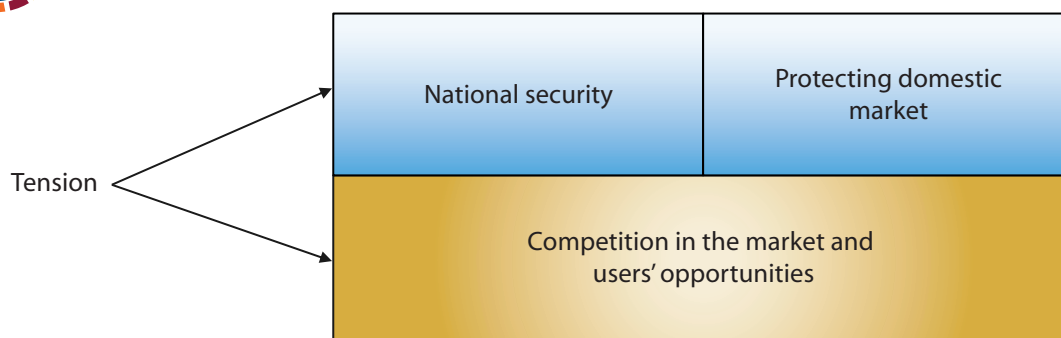 National security
Protecting domestic
market
Tension
Competition in the market and
users’ opportunities